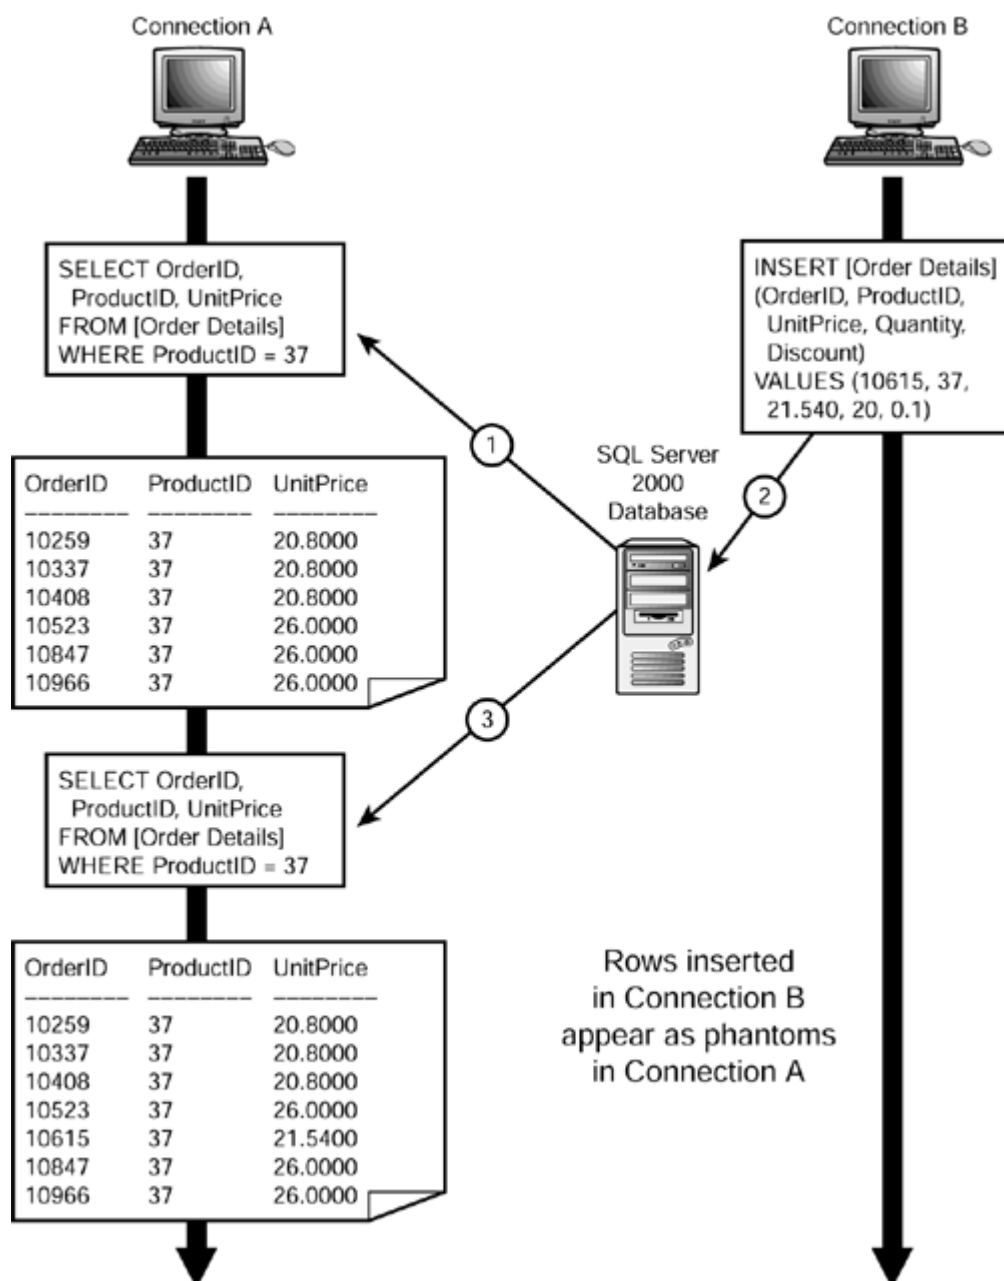 Connection A
Connection B
SELECT OrderID,
ProductID, UnitPrice
FROM [Order Details]
WHERE ProductID = 37
INSERT [Order Details]
(OrderID, ProductID,
UnitPrice, Quantity,
Discount)
VALUES (10615, 37,
21.540, 20, 0.1)
1
SQL Server
2000
Database
2
OrderID ProductID UnitPrice
-------- -------- --------
10259 37 20.8000
10337 37 20.8000
10408 37 20.8000
10523 37 26.0000
10847 37 26.0000
10966 37 26.0000
3
SELECT OrderID,
ProductID, UnitPrice
FROM [Order Details]
WHERE ProductID = 37
OrderID ProductID UnitPrice
-------- -------- --------
10259 37 20.8000
10337 37 20.8000
10408 37 20.8000
10523 37 26.0000
10615 37 21.5400
10847 37 26.0000
10966 37 26.0000
Rows inserted
in Connection B
appear as phantoms
in Connection A